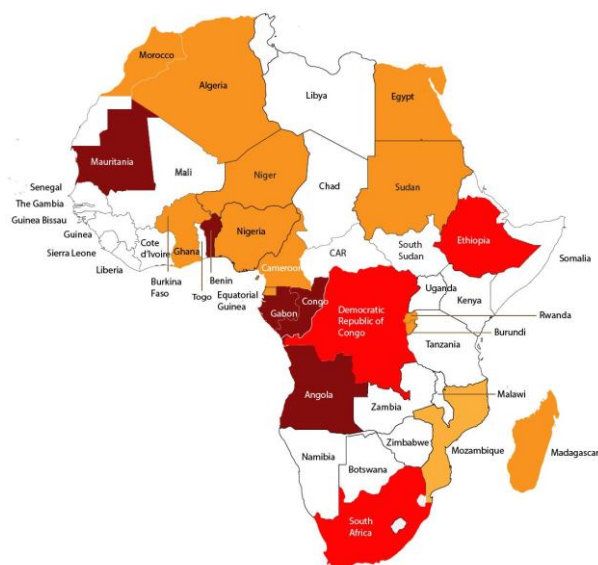 Morocco
Algeria
Libya
Egypt
Mauritania
Mali
Niger
Chad
Sudan
Senegal
The Gambia
Guinea Bissau
Guinea
Sierra Leone
Liberia
Cote
d'Ivoire
Ghana
Burkina
Faso
Togo
Benin
Nigeria
Cameroon
Equatorial
Guinea
CAR
South
Sudan
Ethiopia
Somalia
Gabon
Congo
Democratic
Republic of
Congo
Uganda
Kenya
Rwanda
Burundi
Tanzania
Angola
Zambia
Malawi
Zimbabwe
Mozambique
Madagascar
Namibia
Botswana
South
Africa